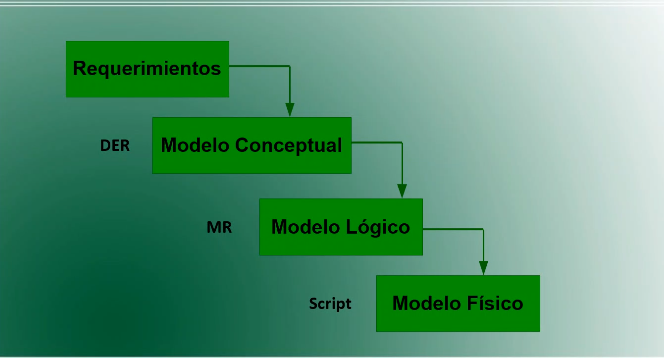 Requerimientos
DER
Modelo Conceptual
MR
Modelo Lógico
Script
Modelo Físico